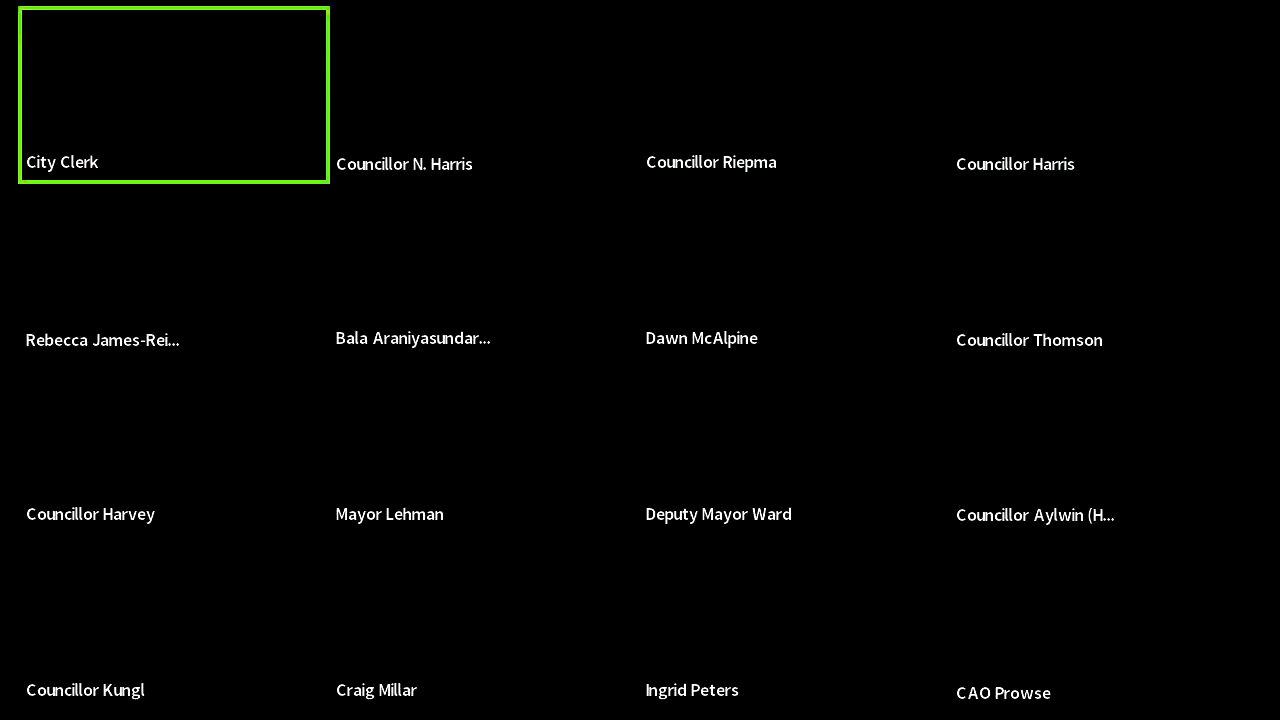 City Clerk
Councillor N. Harris
Councillor Riepma
Councillor Harris
Rebecca James-Rei...
Bala Araniyasundar...
Dawn McAlpine
Councillor Thomson
Councillor Harvey
Mayor Lehman
Deputy Mayor Ward
Councillor Aylwin (H...
Councillor Kungl
Craig Millar
Ingrid Peters
CAO Prowse